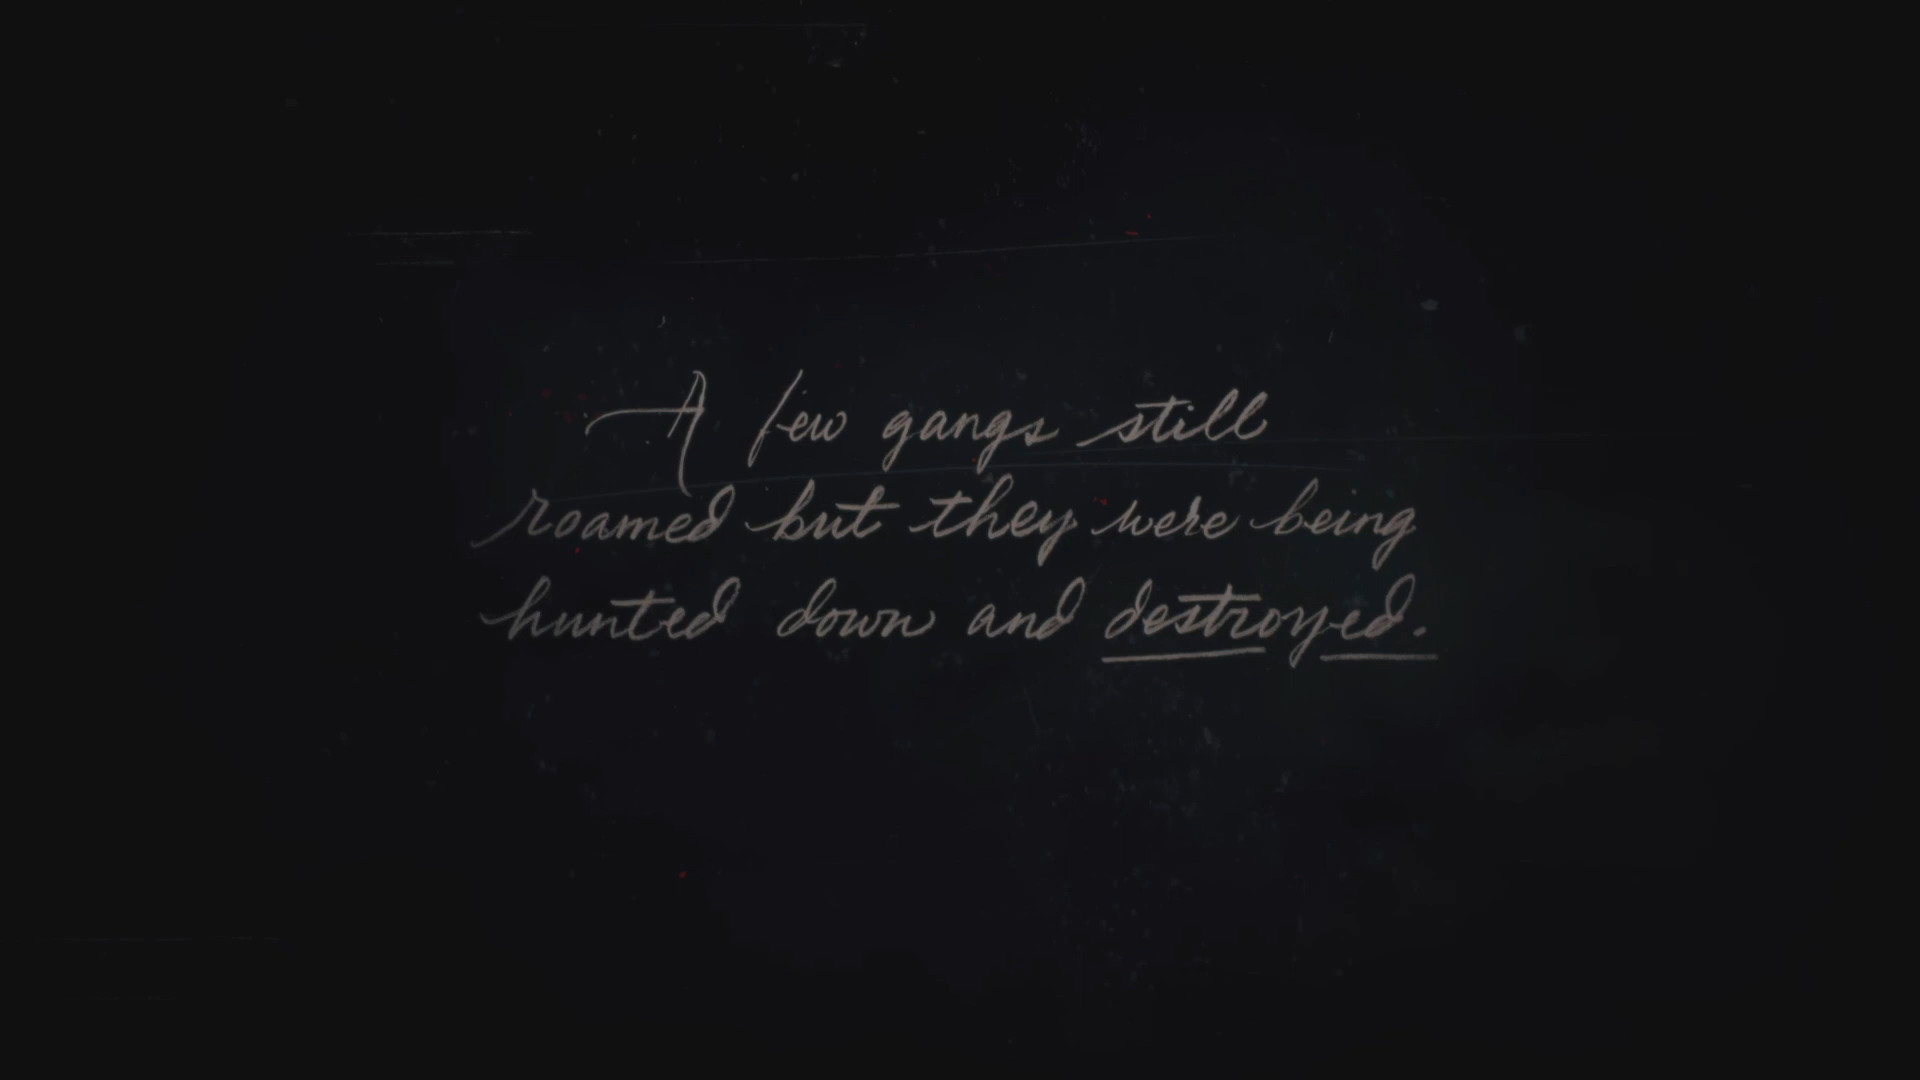 A few gangs still
roamed but they were being
hunted down and destroyed.